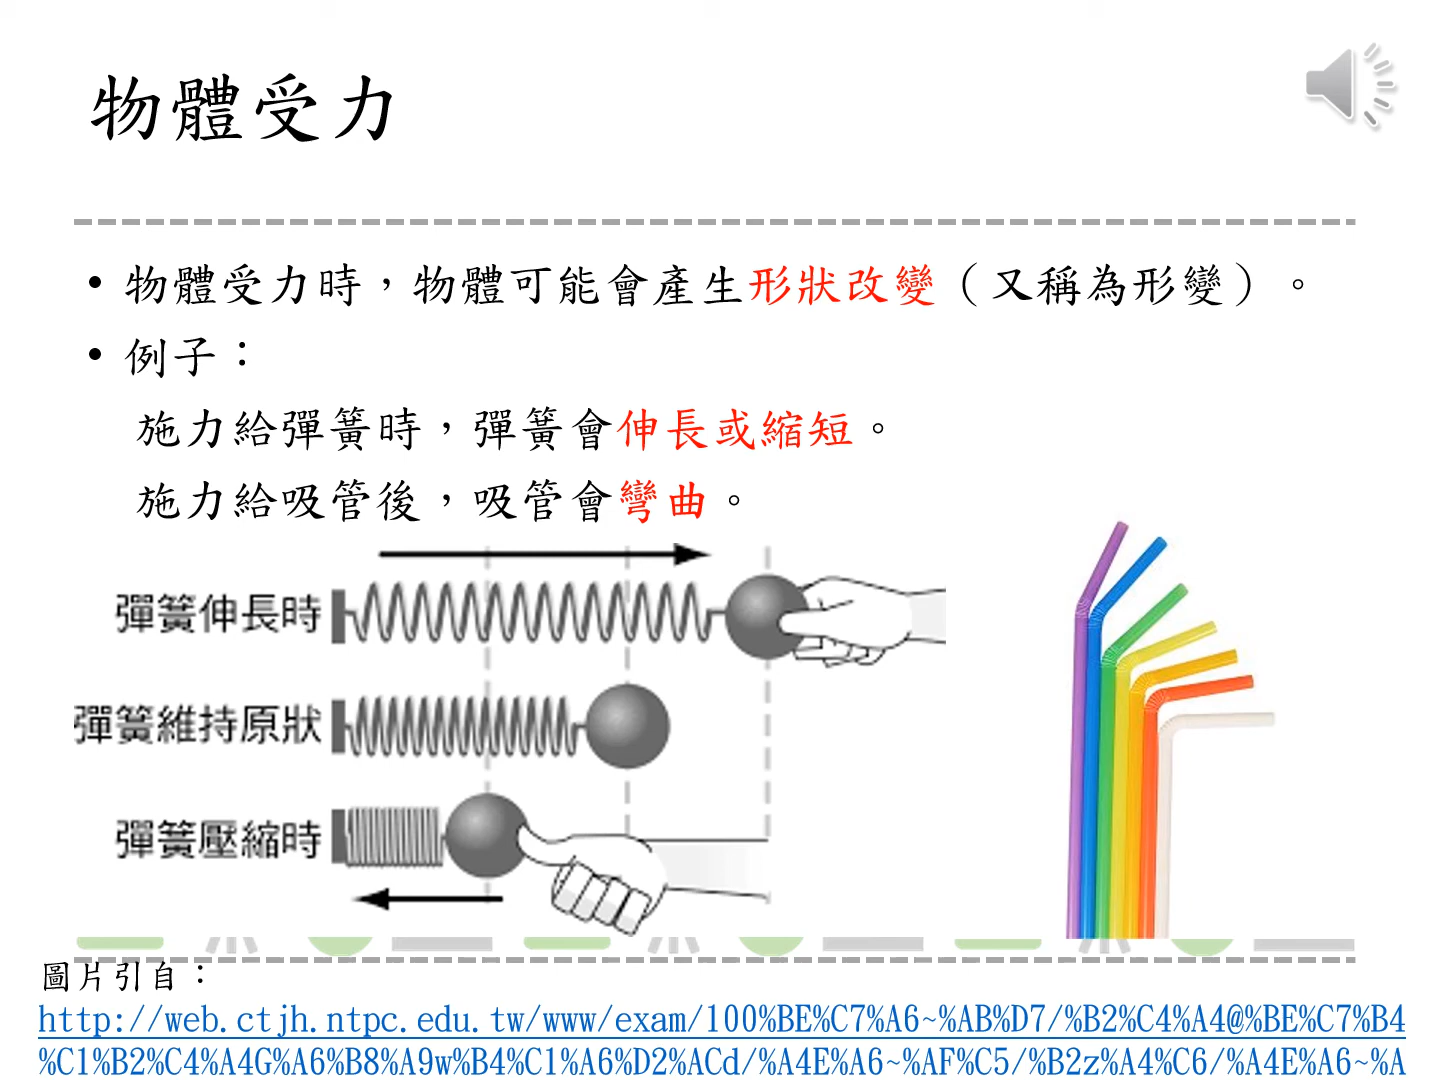 物體受力
• 物體受力時，物體可能會產生形狀改變（又稱為形變）。
• 例子：
施力給彈簧時，彈簧會伸長或縮短。
施力給吸管後，吸管會彎曲。
彈簧伸長時
彈簧維持原狀
彈簧壓縮時
圖片引自：
http://web.ctjh.ntpc.edu.tw/www/exam/100%BE%C7%A6~%AB%D7/%B2%C4%A4@%BE%C7%B4
%C1%B2%C4%A4G%A6%B8%A9w%B4%C1%A6%D2%ACd/%A4E%A6~%AF%C5/%B2z%A4%C6/%A4E%A6~%A